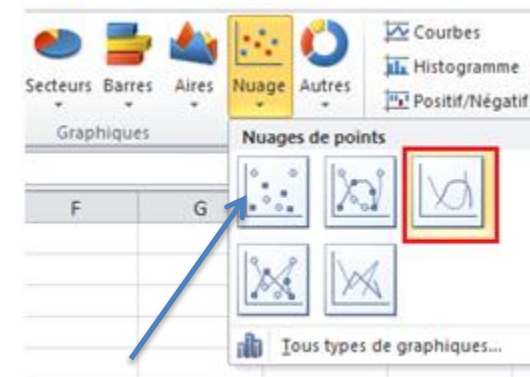 Courbes
Secteurs Barres Aires Nuage Autres
Histogramme
Positif/Négatif
Graphiques
Nuages de points
F G
Tous types de graphiques...